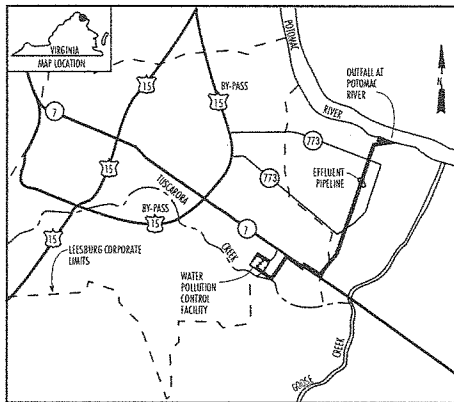 VIRGINIA
MAP LOCATION
POTOMAC
RIVER
OUTFALL AT
POTOMAC
RIVER
N
15
BY-PASS
15
7
15
773
773
EFFLUENT
PIPELINE
TUSCARORA
CREEK
BY-PASS
15
15
7
LEESBURG CORPORATE
LIMITS
WATER
POLLUTION
CONTROL
FACILITY
GOOSE
CREEK